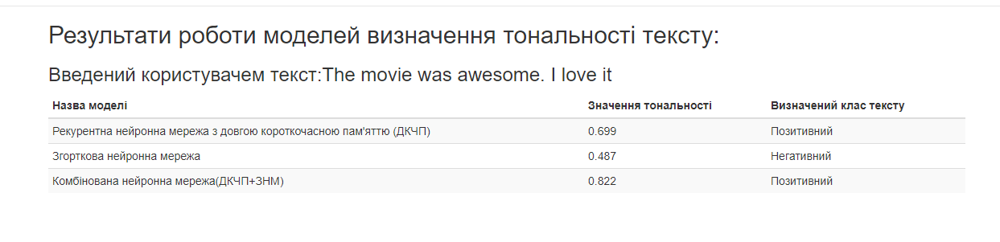 Результати роботи моделей визначення тональності тексту:
Введений користувачем текст:The movie was awesome. I love it
Назва моделі Значення тональності Визначений клас тексту
Рекурентна нейронна мережа з довгою короткочасною пам'яттю (ДКЧП) 0.699 Позитивний
Згорткова нейронна мережа 0.487 Негативний
Комбінована нейронна мережа(ДКЧП+ЗНМ) 0.822 Позитивний